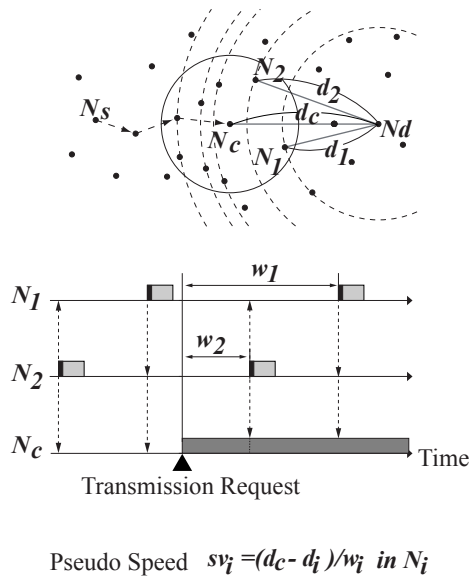 N2
d2
Ns
dc
Nc
Nd
N1
d1
w1
N1
w2
N2
Nc
Time
Transmission Request
Pseudo Speed svi =(dc - di )/wi in Ni